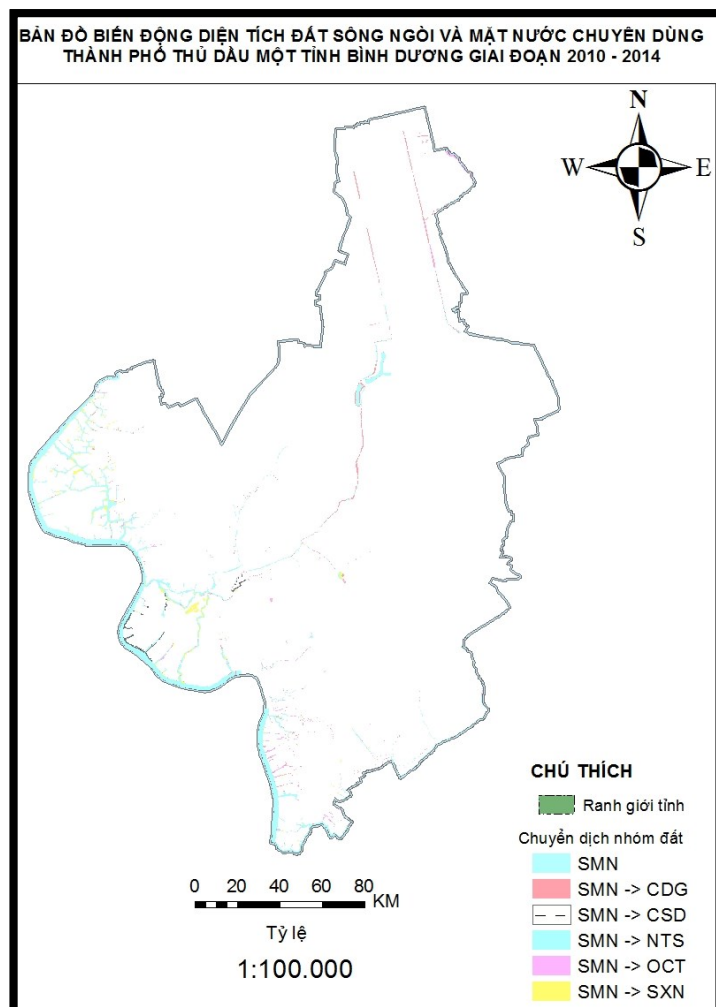 BẢN ĐỒ BIẾN ĐỘNG DIỆN TÍCH ĐẤT SÔNG NGÒI VÀ MẶT NƯỚC CHUYÊN DÙNG
THÀNH PHỐ THỦ DẦU MỘT TỈNH BÌNH DƯƠNG GIAI ĐOẠN 2010 - 2014
N
W E
S
CHÚ THÍCH
Ranh giới tỉnh
Chuyển dịch nhóm đất
SMN
SMN -> CDG
SMN -> CSD
SMN -> NTS
SMN -> OCT
SMN -> SXN
0 20 40 60 80
KM
Tỷ lệ
1:100.000